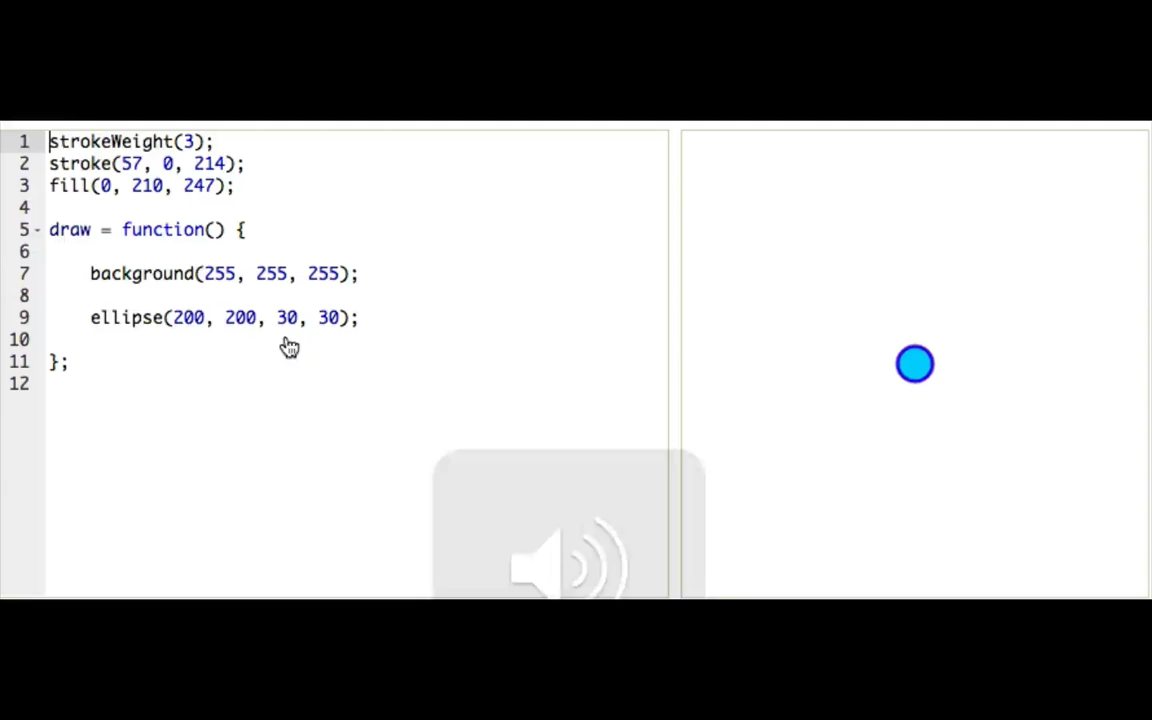 1 strokeWeight(3);
2 stroke(57, 0, 214);
3 fill(0, 210, 247);
4
5 draw = function() {
6
7 background(255, 255, 255);
8
9 ellipse(200, 200, 30, 30);
10
11 };
12